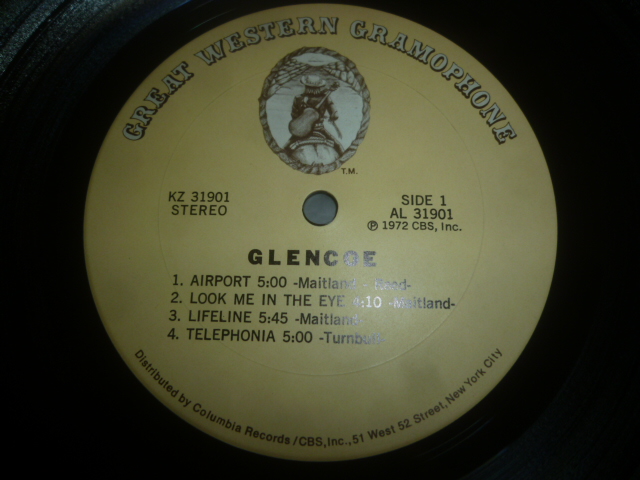 GREAT WESTERN GRAMOPHONE
T.M.
KZ 31901
STEREO
SIDE 1
AL 31901
℗ 1972 CBS, Inc.
GLENCOE
1. AIRPORT 5:00 -Maitland - Head-
2. LOOK ME IN THE EYE 4:10 -Maitland-
3. LIFELINE 5:45 -Maitland-
4. TELEPHONIA 5:00 -Turnbull-
Distributed by Columbia Records/CBS, Inc., 51 West 52 Street, New York City